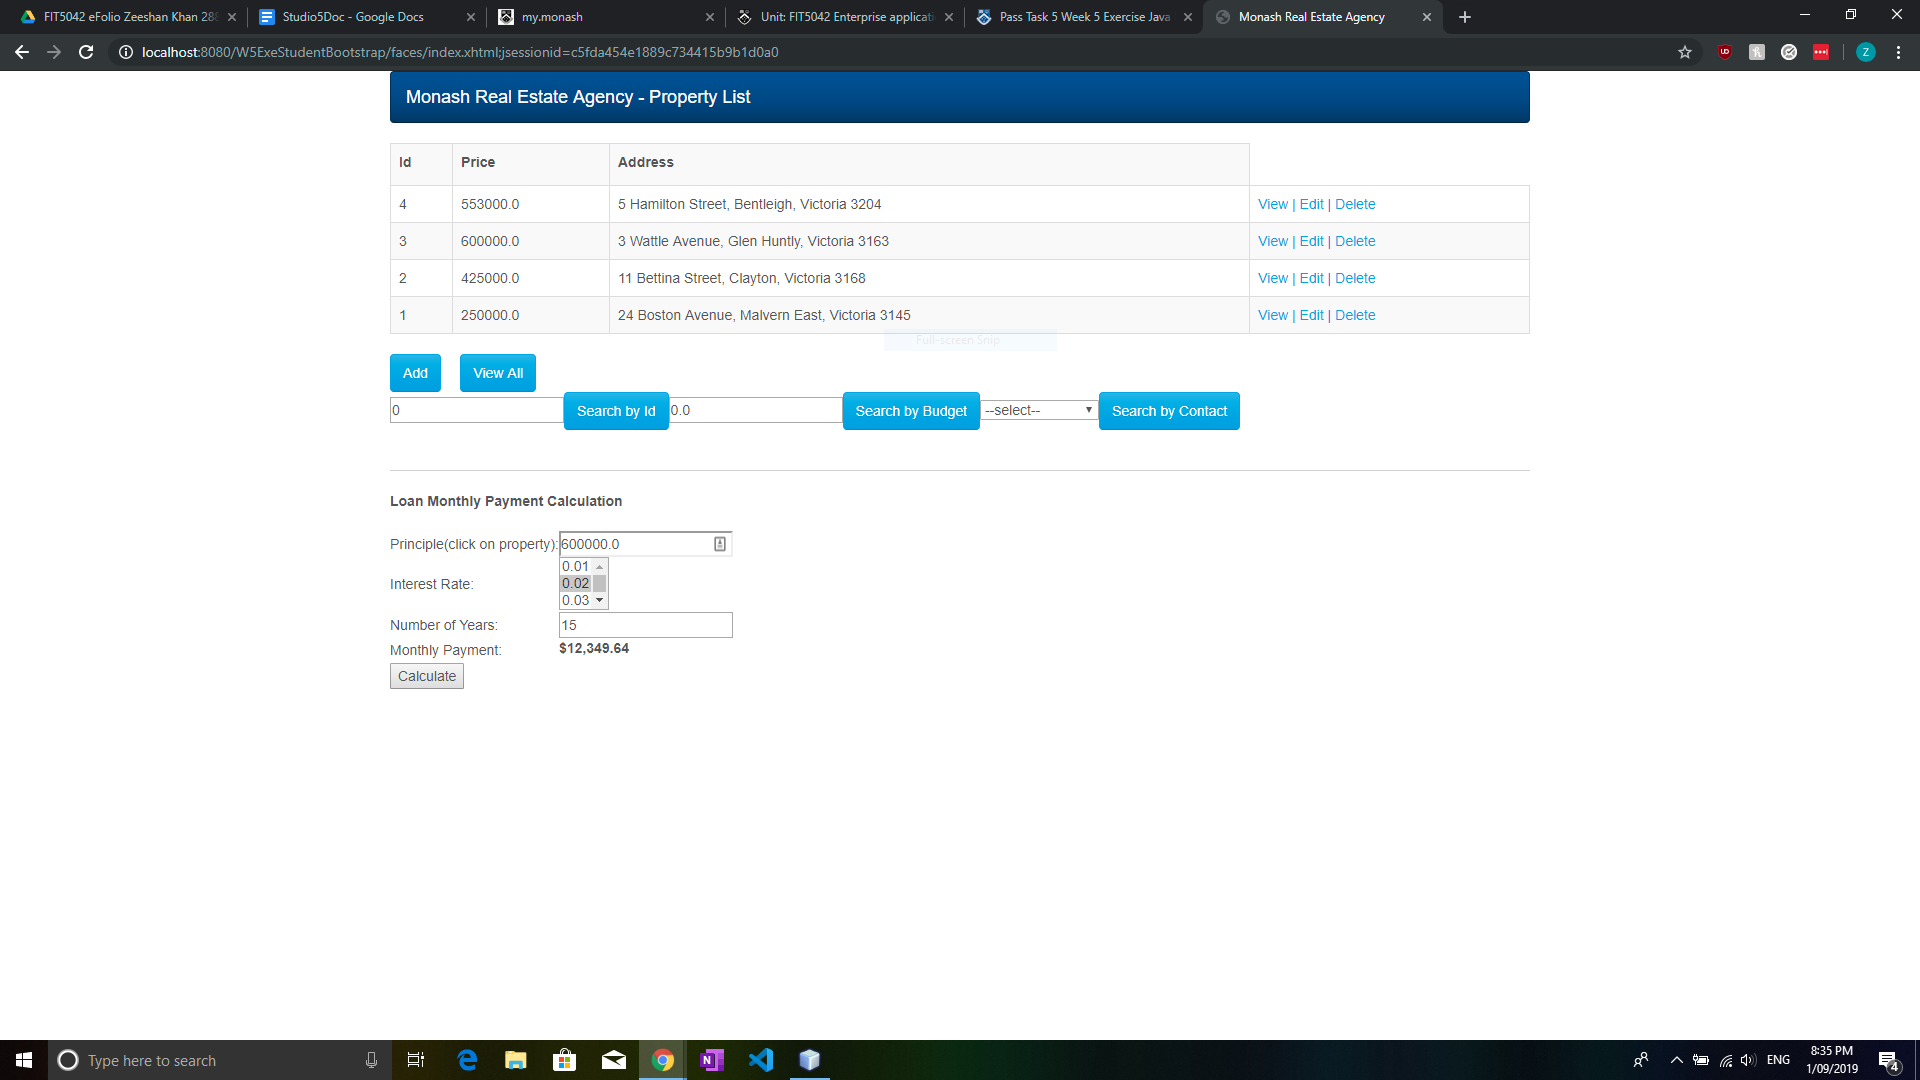 FIT5042 eFolio Zeeshan Khan 288
Studio5Doc - Google Docs
my.monash
Unit: FIT5042 Enterprise applicati
Pass Task 5 Week 5 Exercise Java
Monash Real Estate Agency
localhost:8080/W5ExeStudentBootstrap/faces/index.xhtml;jsessionid=c5fda454e1889c734415b9b1d0a0
Z
Monash Real Estate Agency - Property List
Id Price Address
4 553000.0 5 Hamilton Street, Bentleigh, Victoria 3204 View | Edit | Delete
3 600000.0 3 Wattle Avenue, Glen Huntly, Victoria 3163 View | Edit | Delete
2 425000.0 11 Bettina Street, Clayton, Victoria 3168 View | Edit | Delete
1 250000.0 24 Boston Avenue, Malvern East, Victoria 3145 View | Edit | Delete
Full-screen Snip
Add View All
0 Search by Id 0.0 Search by Budget --select-- Search by Contact
Loan Monthly Payment Calculation
Principle(click on property): 600000.0
0.01
Interest Rate: 0.02
0.03
Number of Years: 15
Monthly Payment: $12,349.64
Calculate
Type here to search
ENG
8:35 PM
1/09/2019
4